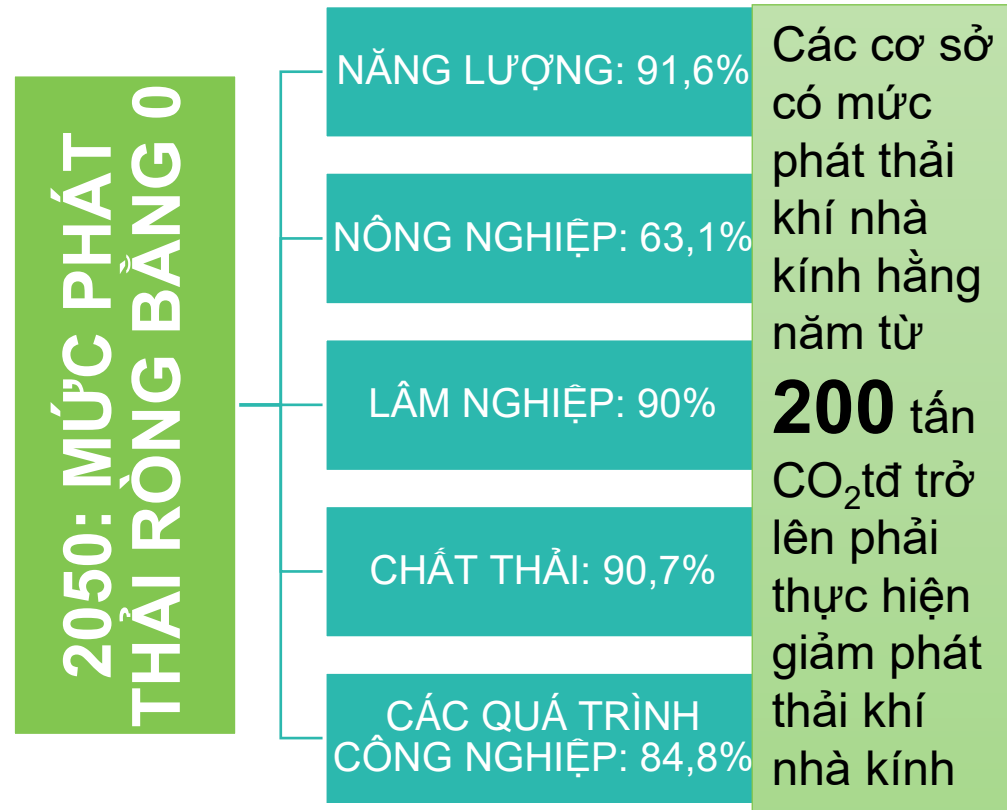 2050: MỨC PHÁT
THẢI RÒNG BẰNG 0
NĂNG LƯỢNG: 91,6%
NÔNG NGHIỆP: 63,1%
LÂM NGHIỆP: 90%
CHẤT THẢI: 90,7%
CÁC QUÁ TRÌNH
CÔNG NGHIỆP: 84,8%
Các cơ sở
có mức
phát thải
khí nhà
kính hằng
năm từ
200 tấn
CO₂tđ trở
lên phải
thực hiện
giảm phát
thải khí
nhà kính